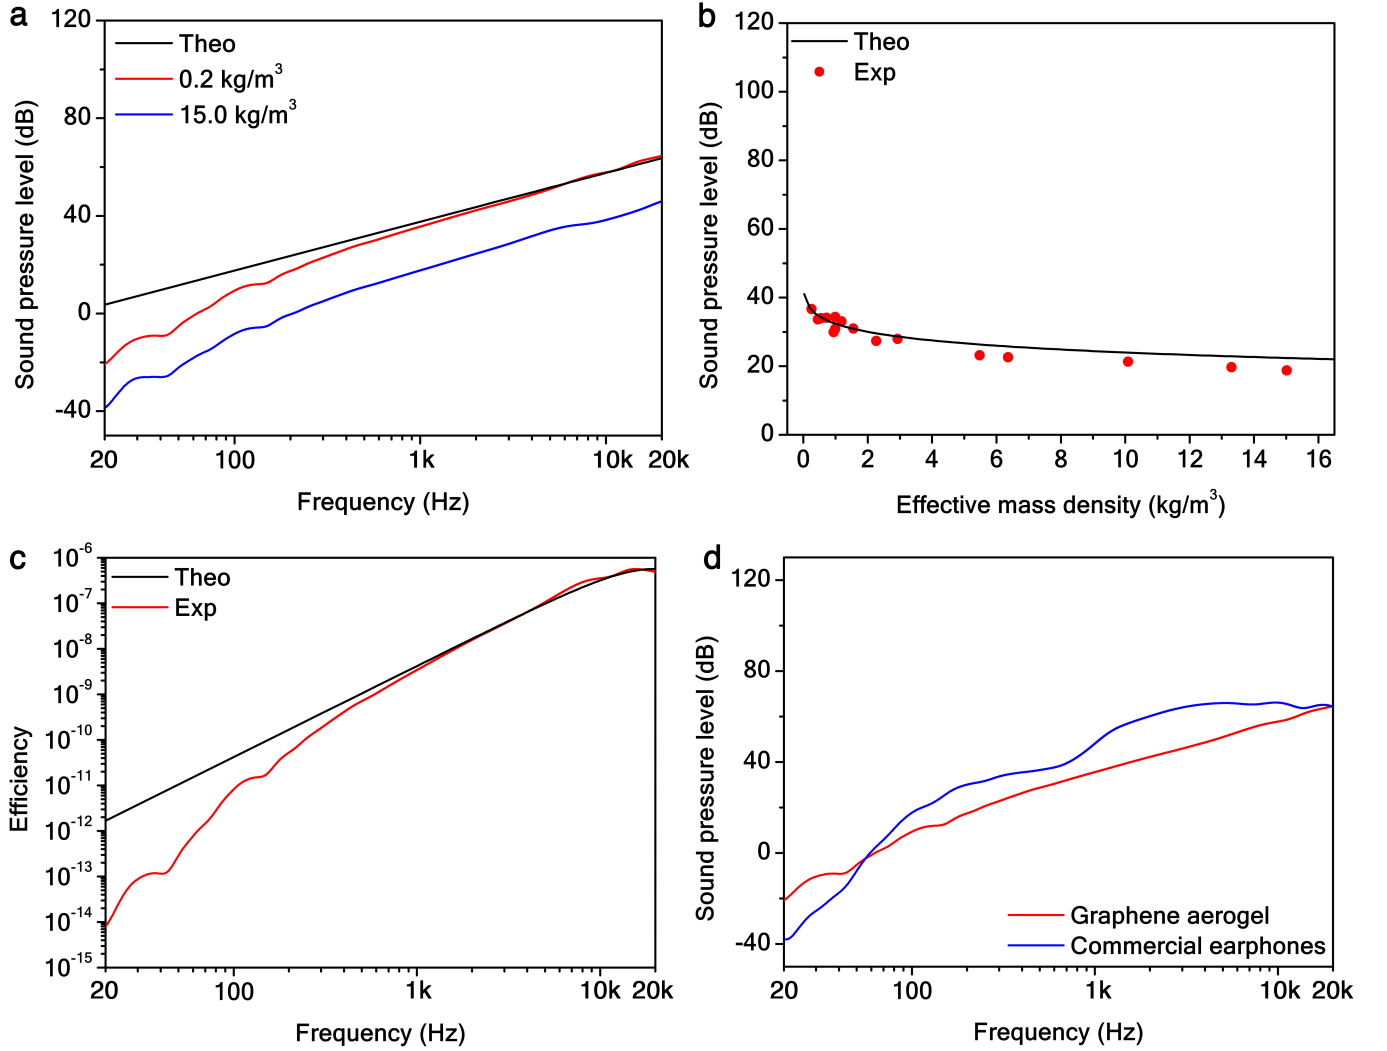 a
120
80
40
0
-40
Sound pressure level (dB)
Theo
0.2 kg/m³
15.0 kg/m³
20
100
1k
10k
20k
Frequency (Hz)
b
120
100
80
60
40
20
0
Sound pressure level (dB)
Theo
Exp
0
2
4
6
8
10
12
14
16
Effective mass density (kg/m³)
c
10⁻⁶
10⁻⁷
10⁻⁸
10⁻⁹
10⁻¹⁰
10⁻¹¹
10⁻¹²
10⁻¹³
10⁻¹⁴
10⁻¹⁵
Efficiency
Theo
Exp
20
100
1k
10k
20k
Frequency (Hz)
d
120
80
40
0
-40
Sound pressure level (dB)
Graphene aerogel
Commercial earphones
20
100
1k
10k
20k
Frequency (Hz)